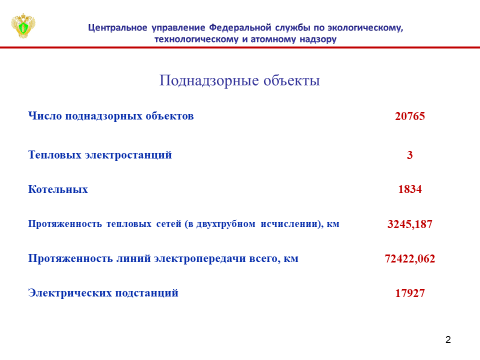 Центральное управление Федеральной службы по экологическому,
технологическому и атомному надзору
Поднадзорные объекты
Число поднадзорных объектов 20765
Тепловых электростанций 3
Котельных 1834
Протяженность тепловых сетей (в двухтрубном исчислении), км 3245,187
Протяженность линий электропередачи всего, км 72422,062
Электрических подстанций 17927
2